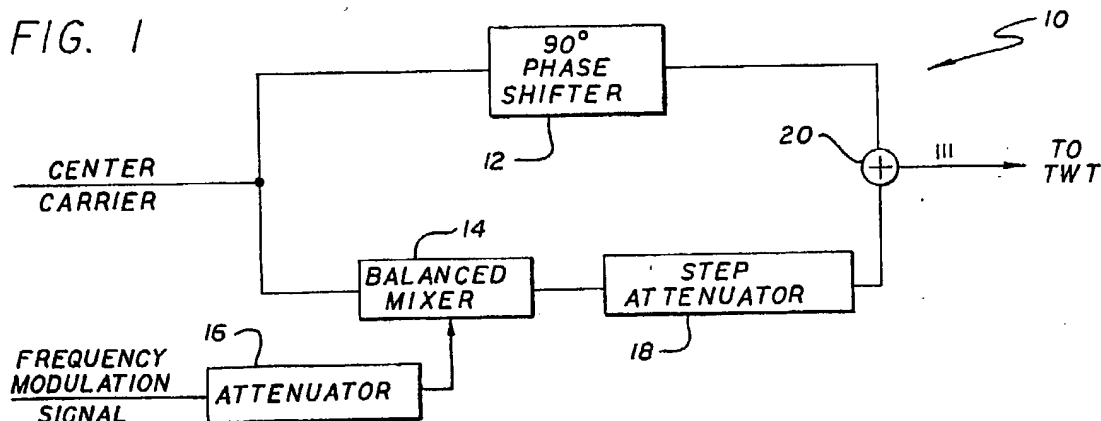 FIG. 1
10
90°
PHASE
SHIFTER
12
20
CENTER
CARRIER
TO
TWT
14
BALANCED
MIXER
STEP
ATTENUATOR
18
16
FREQUENCY
MODULATION
SIGNAL
ATTENUATOR